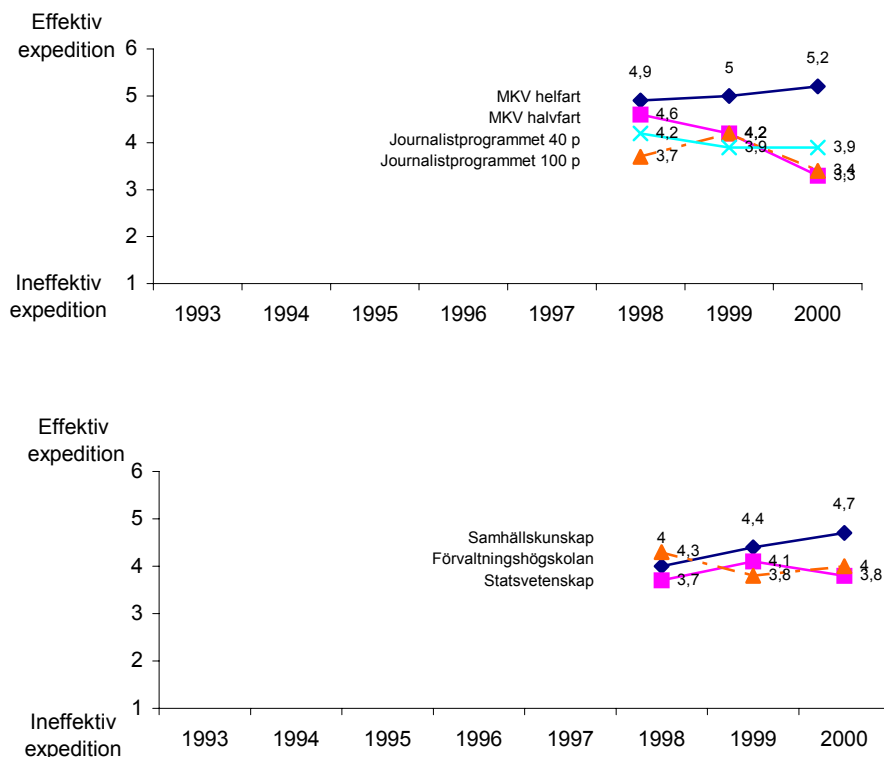 Effektiv
expedition
6
5
4
3
2
1
Ineffektiv
expedition
MKV helfart
MKV halvfart
Journalistprogrammet 40 p
Journalistprogrammet 100 p
4,9 5 5,2
4,6 4,2 3,3
4,2 3,9 3,9
3,7 4,2 3,4
1993 1994 1995 1996 1997 1998 1999 2000
Effektiv
expedition
6
5
4
3
2
1
Ineffektiv
expedition
Samhällskunskap
Förvaltningshögskolan
Statsvetenskap
4 4,4 4,7
4,3 3,8 4
3,7 4,1 3,8
1993 1994 1995 1996 1997 1998 1999 2000